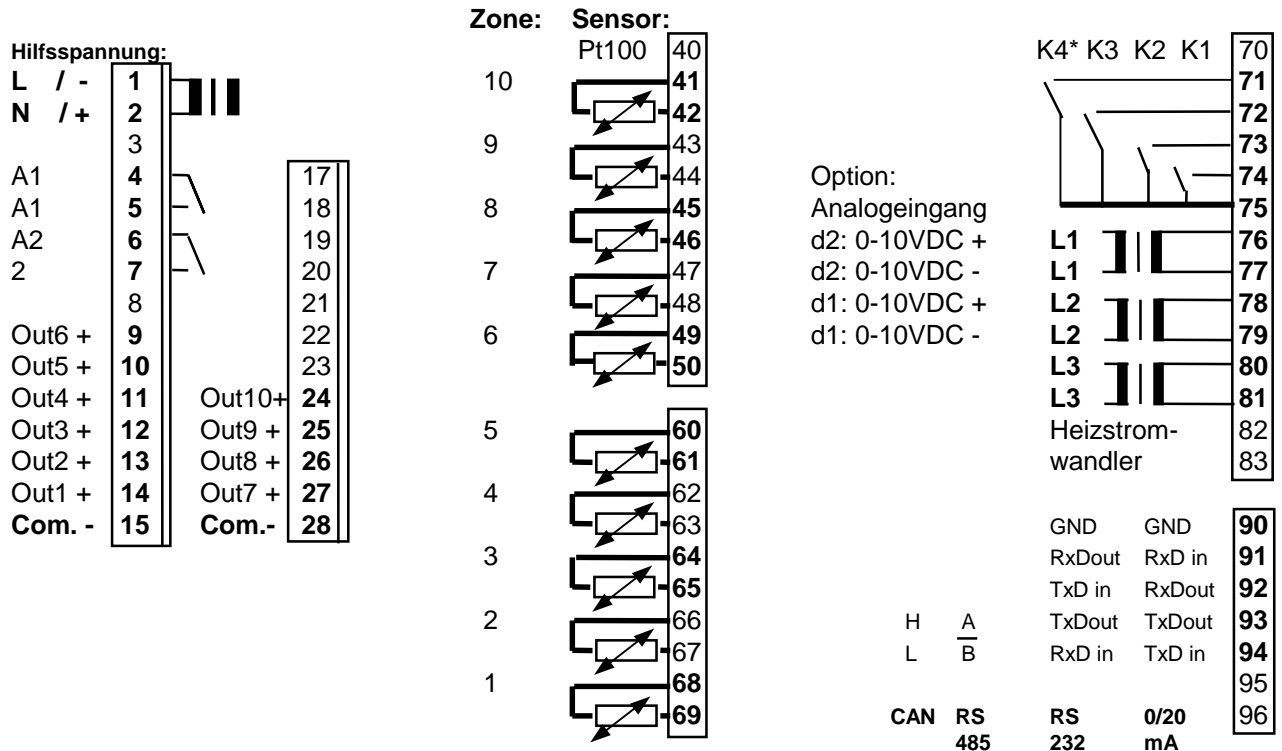 Zone: Sensor:
Hilfsspannung:
Pt100 40
K4* K3 K2 K1 70
L / - 1
10 41
71
N / + 2
42
72
3
9 43
73
A1 4
17
44
Option:
74
A1 5
18
8 45
Analogeingang
75
A2 6
19
46
d2: 0-10VDC +
L1 76
2 7
20
7 47
d2: 0-10VDC -
L1 77
8
21
48
d1: 0-10VDC +
L2 78
Out6 + 9
22
6 49
d1: 0-10VDC -
L2 79
Out5 + 10
23
50
L3 80
Out4 + 11
Out10+ 24
L3 81
Out3 + 12
Out9 + 25
5 60
Heizstrom- 82
Out2 + 13
Out8 + 26
61
wandler 83
Out1 + 14
Out7 + 27
4 62
Com. - 15
Com.- 28
63
GND GND 90
3 64
RxDout RxD in 91
65
TxD in RxDout 92
2 66
H A TxDout TxDout 93
67
L B RxD in TxD in 94
1 68
95
69
CAN RS RS 0/20 96
485 232 mA